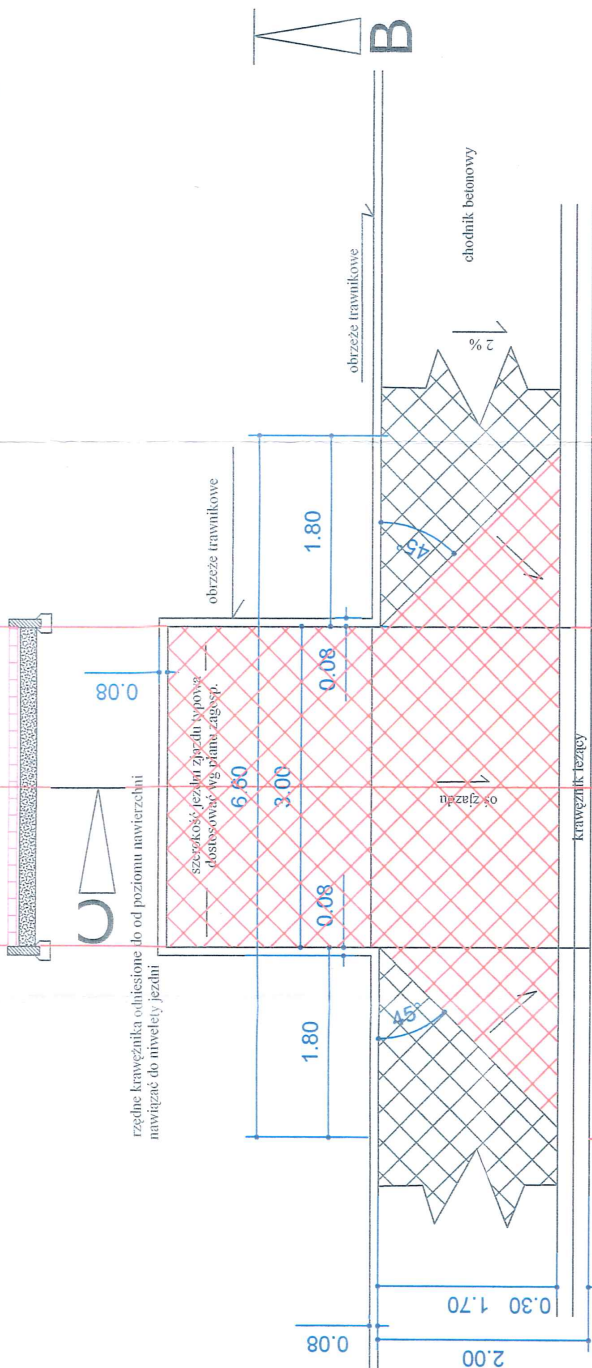 B
C
obrzeże trawnikowe
chodnik betonowy
2 %
obrzeże trawnikowe
1.80
45°
0.08
0.08
szerokość jezdni zjazdu typowa
dostosować wg planu zagosp.
6.60
3.00
oś zjazdu
krawężnik leżący
0.08
rzędne krawężnika odniesione do od poziomu nawierzchni
nawiązać do niwelety jezdni
1.80
45°
0.08
0.30
1.70
2.00